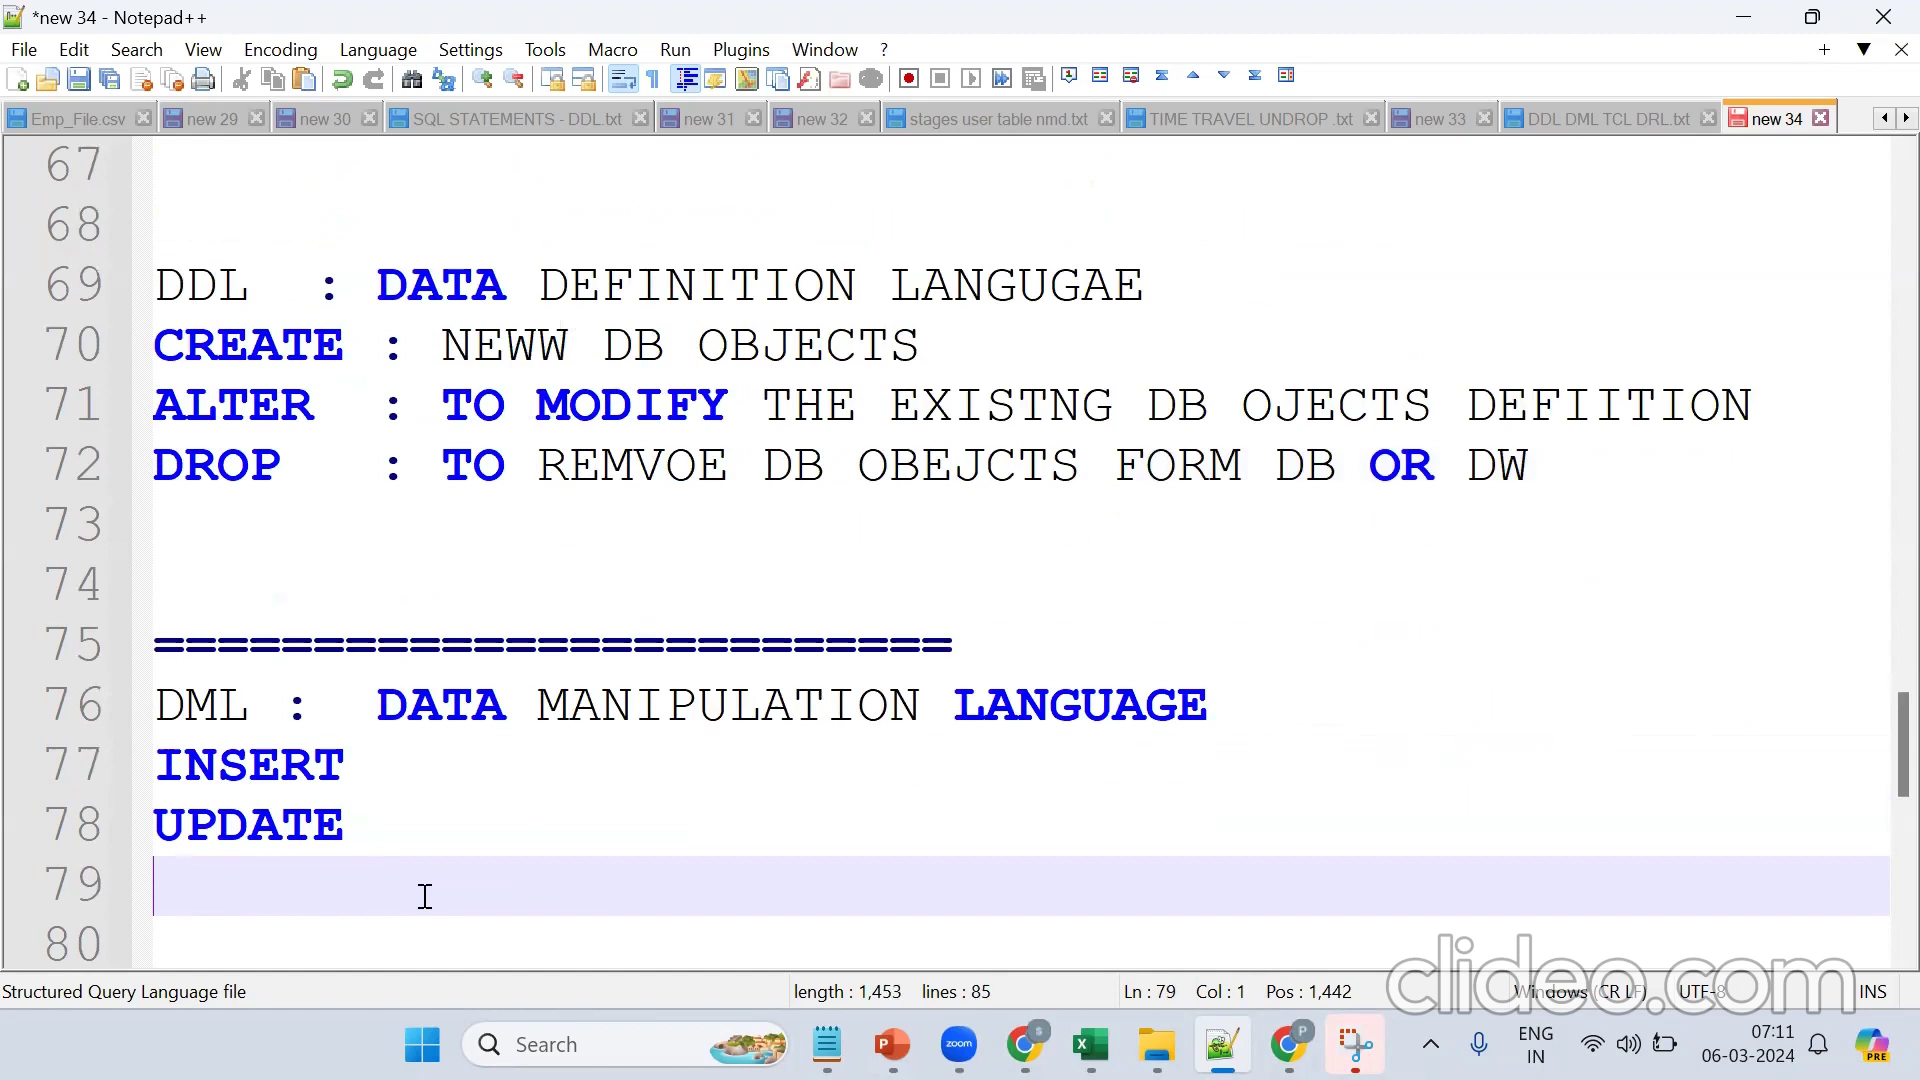 *new 34 - Notepad++
File Edit Search View Encoding Language Settings Tools Macro Run Plugins Window ?
Emp_File.csv new 29 new 30 SQL STATEMENTS - DDL.txt new 31 new 32 stages user table nmd.txt TIME TRAVEL UNDROP .txt new 33 DDL DML TCL DRL.txt new 34
67
68
69 DDL : DATA DEFINITION LANGUGAE
70 CREATE : NEWW DB OBJECTS
71 ALTER : TO MODIFY THE EXISTNG DB OJECTS DEFIITION
72 DROP : TO REMVOE DB OBEJCTS FORM DB OR DW
73
74
75 =========================
76 DML : DATA MANIPULATION LANGUAGE
77 INSERT
78 UPDATE
79
80
clideo.com
Structured Query Language file length : 1,453 lines : 85 Ln : 79 Col : 1 Pos : 1,442 Windows (CR LF) UTF-8 INS
Search zoom ENG 07:11
IN 06-03-2024 PRE